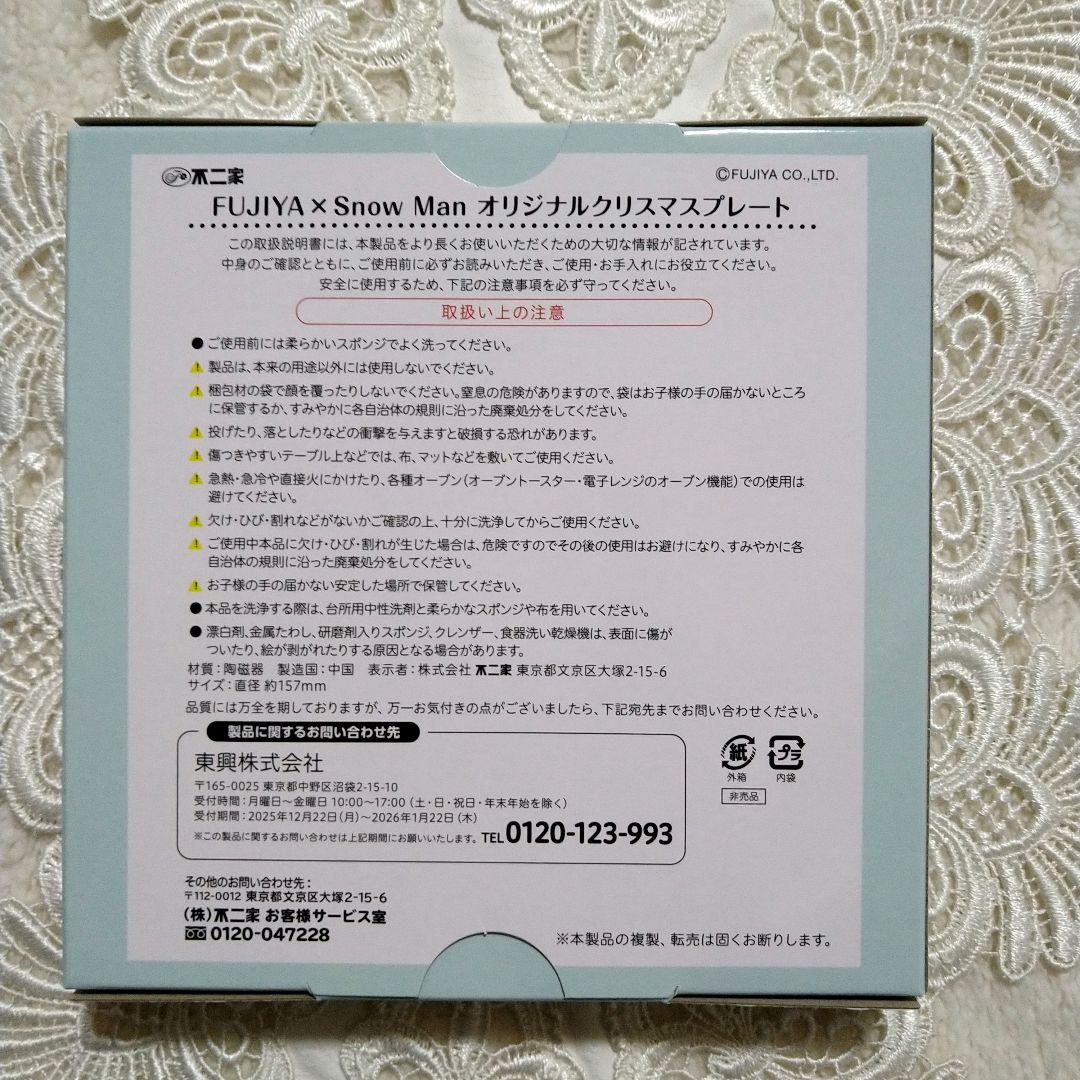 不二家
©FUJIYA CO.,LTD.
FUJIYA×Snow Man オリジナルクリスマスプレート
この取扱説明書には、本製品をより長くお使いいただくための大切な情報が記されています。
中身のご確認とともに、ご使用前に必ずお読みいただき、ご使用・お手入れにお役立てください。
安全に使用するため、下記の注意事項を必ず守ってください。
取扱い上の注意
●ご使用前には柔らかいスポンジでよく洗ってください。
製品は、本来の用途以外には使用しないでください。
梱包材の袋で顔を覆ったりしないでください。窒息の危険がありますので、袋はお子様の手の届かないところ
に保管するか、すみやかに各自治体の規則に沿った廃棄処分をしてください。
投げたり、落としたりなどの衝撃を与えますと破損する恐れがあります。
傷つきやすいテーブル上などでは、布、マットなどを敷いてご使用ください。
急熱・急冷や直接火にかけたり、各種オーブン(オーブントースター・電子レンジのオーブン機能)での使用は
避けてください。
欠け・ひび・割れなどがないかご確認の上、十分に洗浄してからご使用ください。
ご使用中本品に欠け・ひび・割れが生じた場合は、危険ですのでその後の使用はお避けになり、すみやかに各
自治体の規則に沿った廃棄処分をしてください。
お子様の手の届かない安定した場所で保管してください。
●本品を洗浄する際は、台所用中性洗剤と柔らかなスポンジや布を用いてください。
●漂白剤、金属たわし、研磨剤入りスポンジ、クレンザー、食器洗い乾燥機は、表面に傷が
ついたり、絵が剥がれたりする原因となる場合があります。
材質:陶磁器 製造国:中国 表示者:株式会社 不二家 東京都文京区大塚2-15-6
サイズ:直径 約157mm
品質には万全を期しておりますが、万一お気付きの点がございましたら、下記宛先までお問い合わせください。
製品に関するお問い合わせ先
東興株式会社
〒165-0025 東京都中野区沼袋2-15-10
受付時間:月曜日～金曜日 10:00～17:00 (土・日・祝日・年末年始を除く)
受付期間:2025年12月22日(月)～2026年1月22日(木)
※この製品に関するお問い合わせは上記期間にお願いいたします。 TEL 0120-123-993
紙
プラ
外箱
内袋
非売品
その他のお問い合わせ先:
〒112-0012 東京都文京区大塚2-15-6
(株)不二家 お客様サービス室
0120-047228
※本製品の複製、転売は固くお断りします。